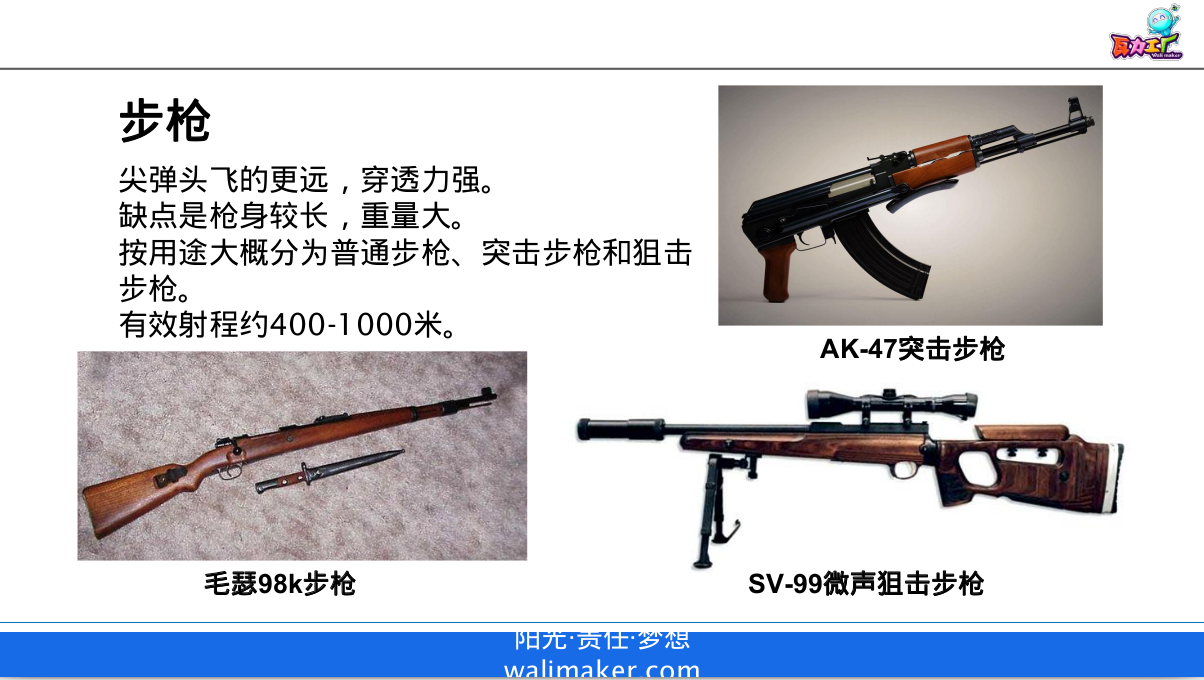 瓦力工厂
Wali maker
步枪
尖弹头飞的更远，穿透力强。
缺点是枪身较长，重量大。
按用途大概分为普通步枪、突击步枪和狙击
步枪。
有效射程约400-1000米。
AK-47突击步枪
毛瑟98k步枪
SV-99微声狙击步枪
阳光·责任·梦想
walimaker.com